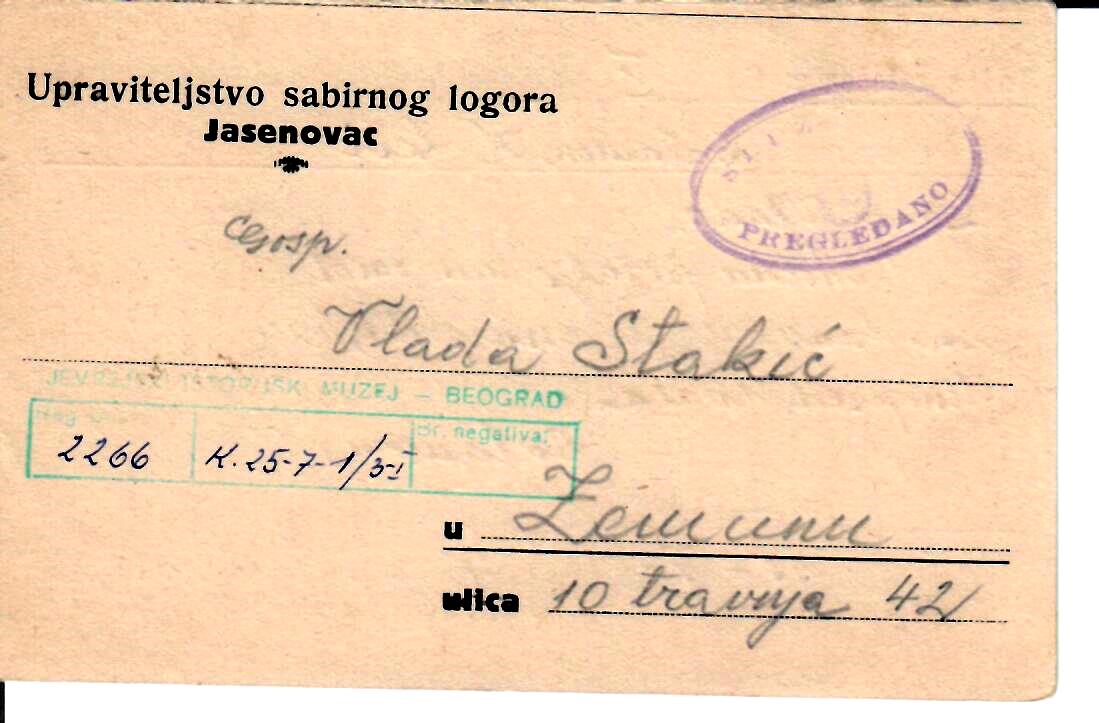 Upraviteljstvo sabirnog logora
Jasenovac
PREGLEDANO
Gosp.
Vlada Stakić
JEVREJSKI ISTORIJSKI MUZEJ — BEOGRAD
Reg.
Br. negativa:
2266
K. 25-7-1/3-I
u Zemunu
ulica 10 travnja 42